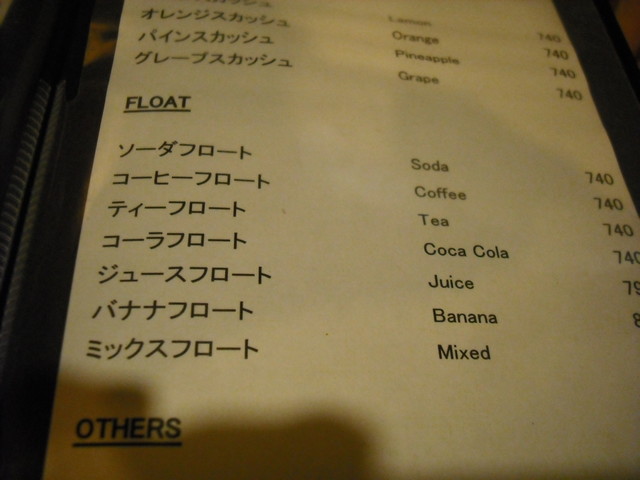 オレンジスカッシュ Lamon
パインスカッシュ Orange 740
グレープスカッシュ Pineapple 740
Grape 740
740
FLOAT
ソーダフロート Soda 740
コーヒーフロート Coffee 740
ティーフロート Tea 740
コーラフロート Coca Cola 740
ジュースフロート Juice 79
バナナフロート Banana 8
ミックスフロート Mixed
OTHERS